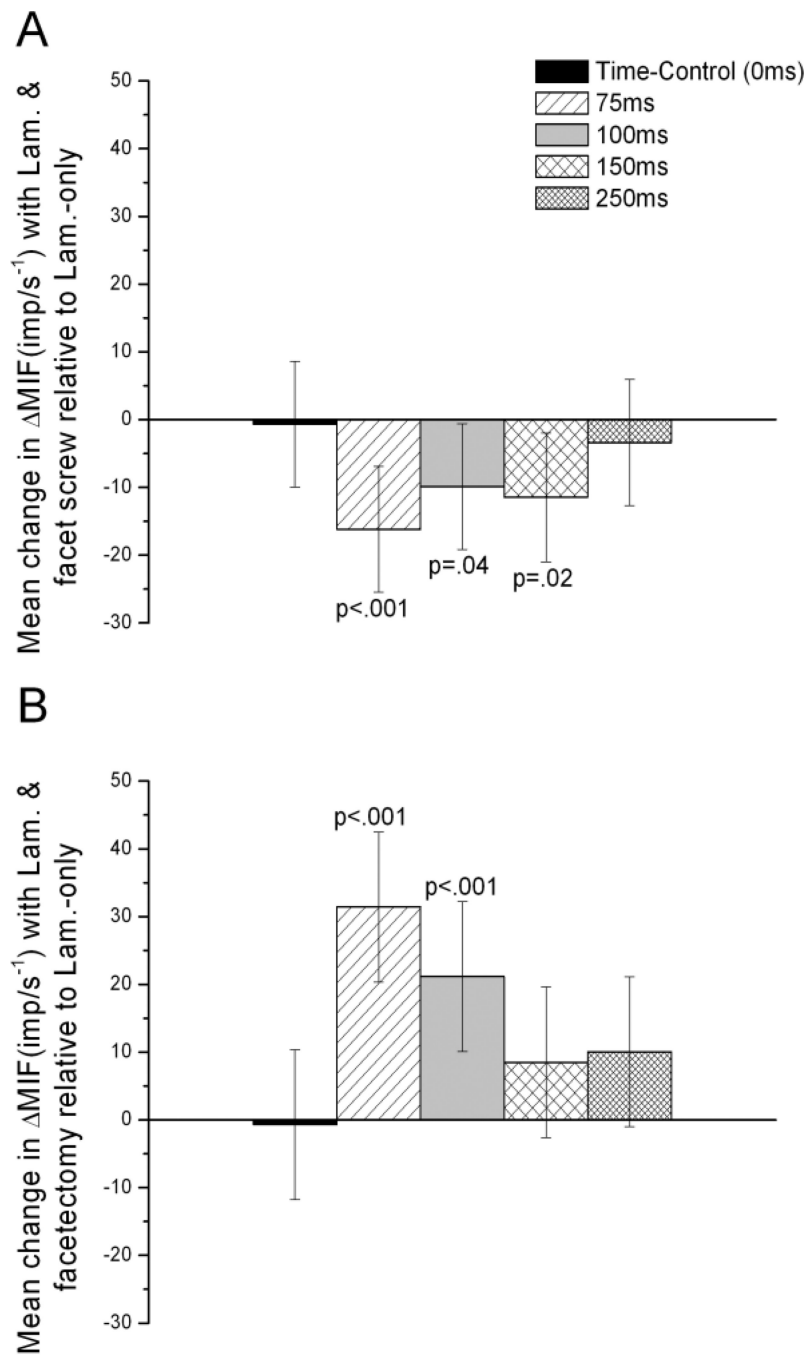 A
Time-Control (0ms)
75ms
100ms
150ms
250ms
50
40
30
20
10
0
-10
-20
-30
Mean change in ΔMIF(imp/s⁻¹) with Lam. &
facet screw relative to Lam.-only
p<.001
p=.04
p=.02
B
50
40
30
20
10
0
-10
-20
-30
Mean change in ΔMIF(imp/s⁻¹) with Lam. &
facetectomy relative to Lam.-only
p<.001
p<.001